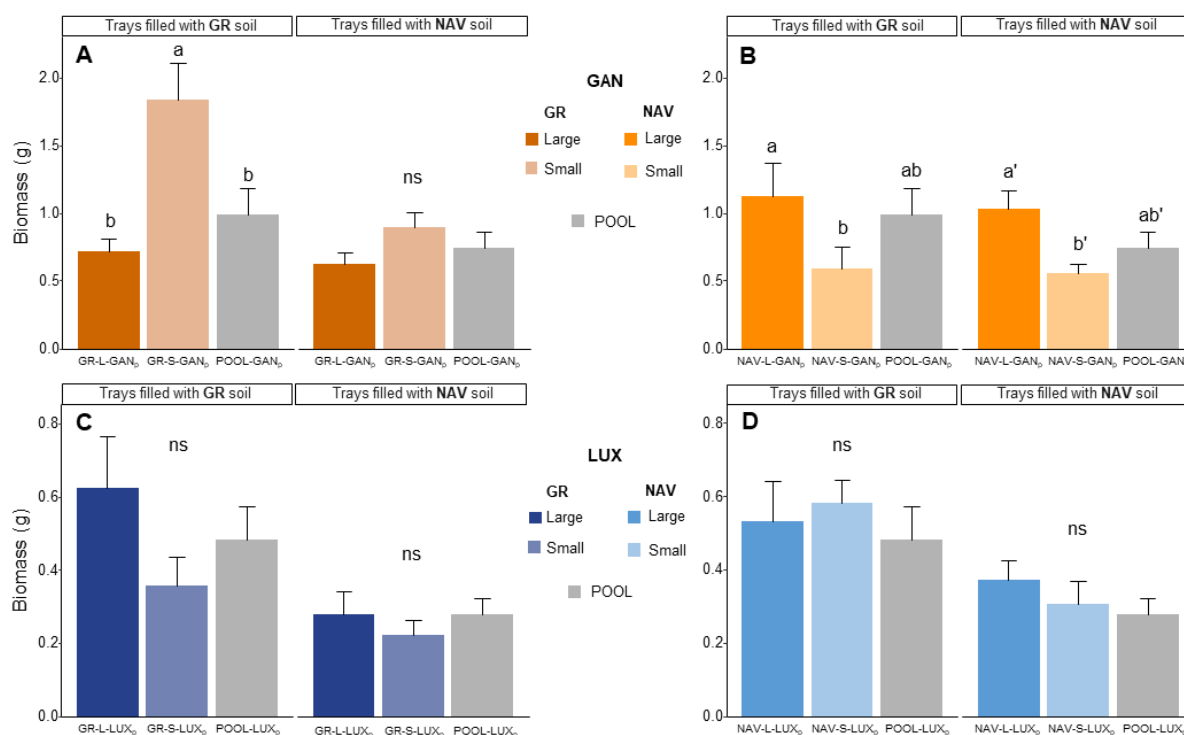 Trays filled with GR soil
Trays filled with NAV soil
A
a
b
b
ns
Biomass (g)
2.0
1.5
1.0
0.5
0.0
GR-L-GANp
GR-S-GANp
POOL-GANp
GR-L-GANp
GR-S-GANp
POOL-GANp
GAN
GR
NAV
Large
Large
Small
Small
POOL
Trays filled with GR soil
Trays filled with NAV soil
B
a
b
ab
a'
b'
ab'
2.0
1.5
1.0
0.5
0.0
NAV-L-GANp
NAV-S-GANp
POOL-GANp
NAV-L-GANp
NAV-S-GANp
POOL-GANp
Trays filled with GR soil
Trays filled with NAV soil
C
ns
ns
Biomass (g)
0.8
0.6
0.4
0.2
0.0
GR-L-LUXp
GR-S-LUXp
POOL-LUXp
GR-L-LUXp
GR-S-LUXp
POOL-LUXp
LUX
GR
NAV
Large
Large
Small
Small
POOL
Trays filled with GR soil
Trays filled with NAV soil
D
ns
ns
0.8
0.6
0.4
0.2
0.0
NAV-L-LUXp
NAV-S-LUXp
POOL-LUXp
NAV-L-LUXp
NAV-S-LUXp
POOL-LUXp